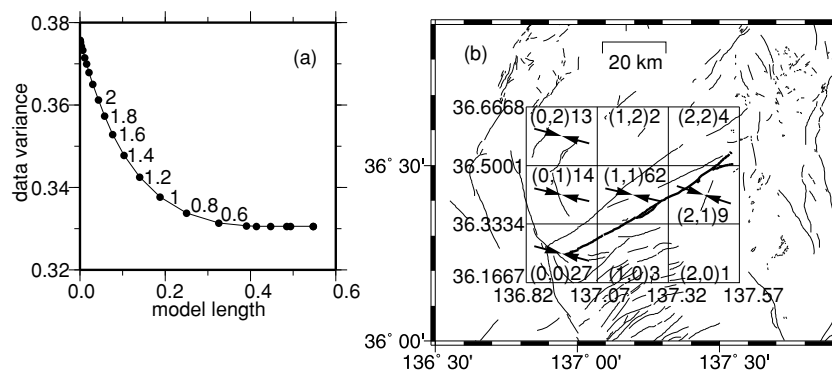 0.38
0.36
0.34
0.32
data variance
(a)
2
1.8
1.6
1.4
1.2
1
0.8
0.6
0.0 0.2 0.4 0.6
model length
(b)
20 km
36.6668
36.5001
36.3334
36.1667
36° 30'
36° 00'
(0,2)13 (1,2)2 (2,2)4
(0,1)14 (1,1)62
(2,1)9
(0,0)27 (1,0)3 (2,0)1
136.82 137.07 137.32 137.57
136° 30' 137° 00' 137° 30'